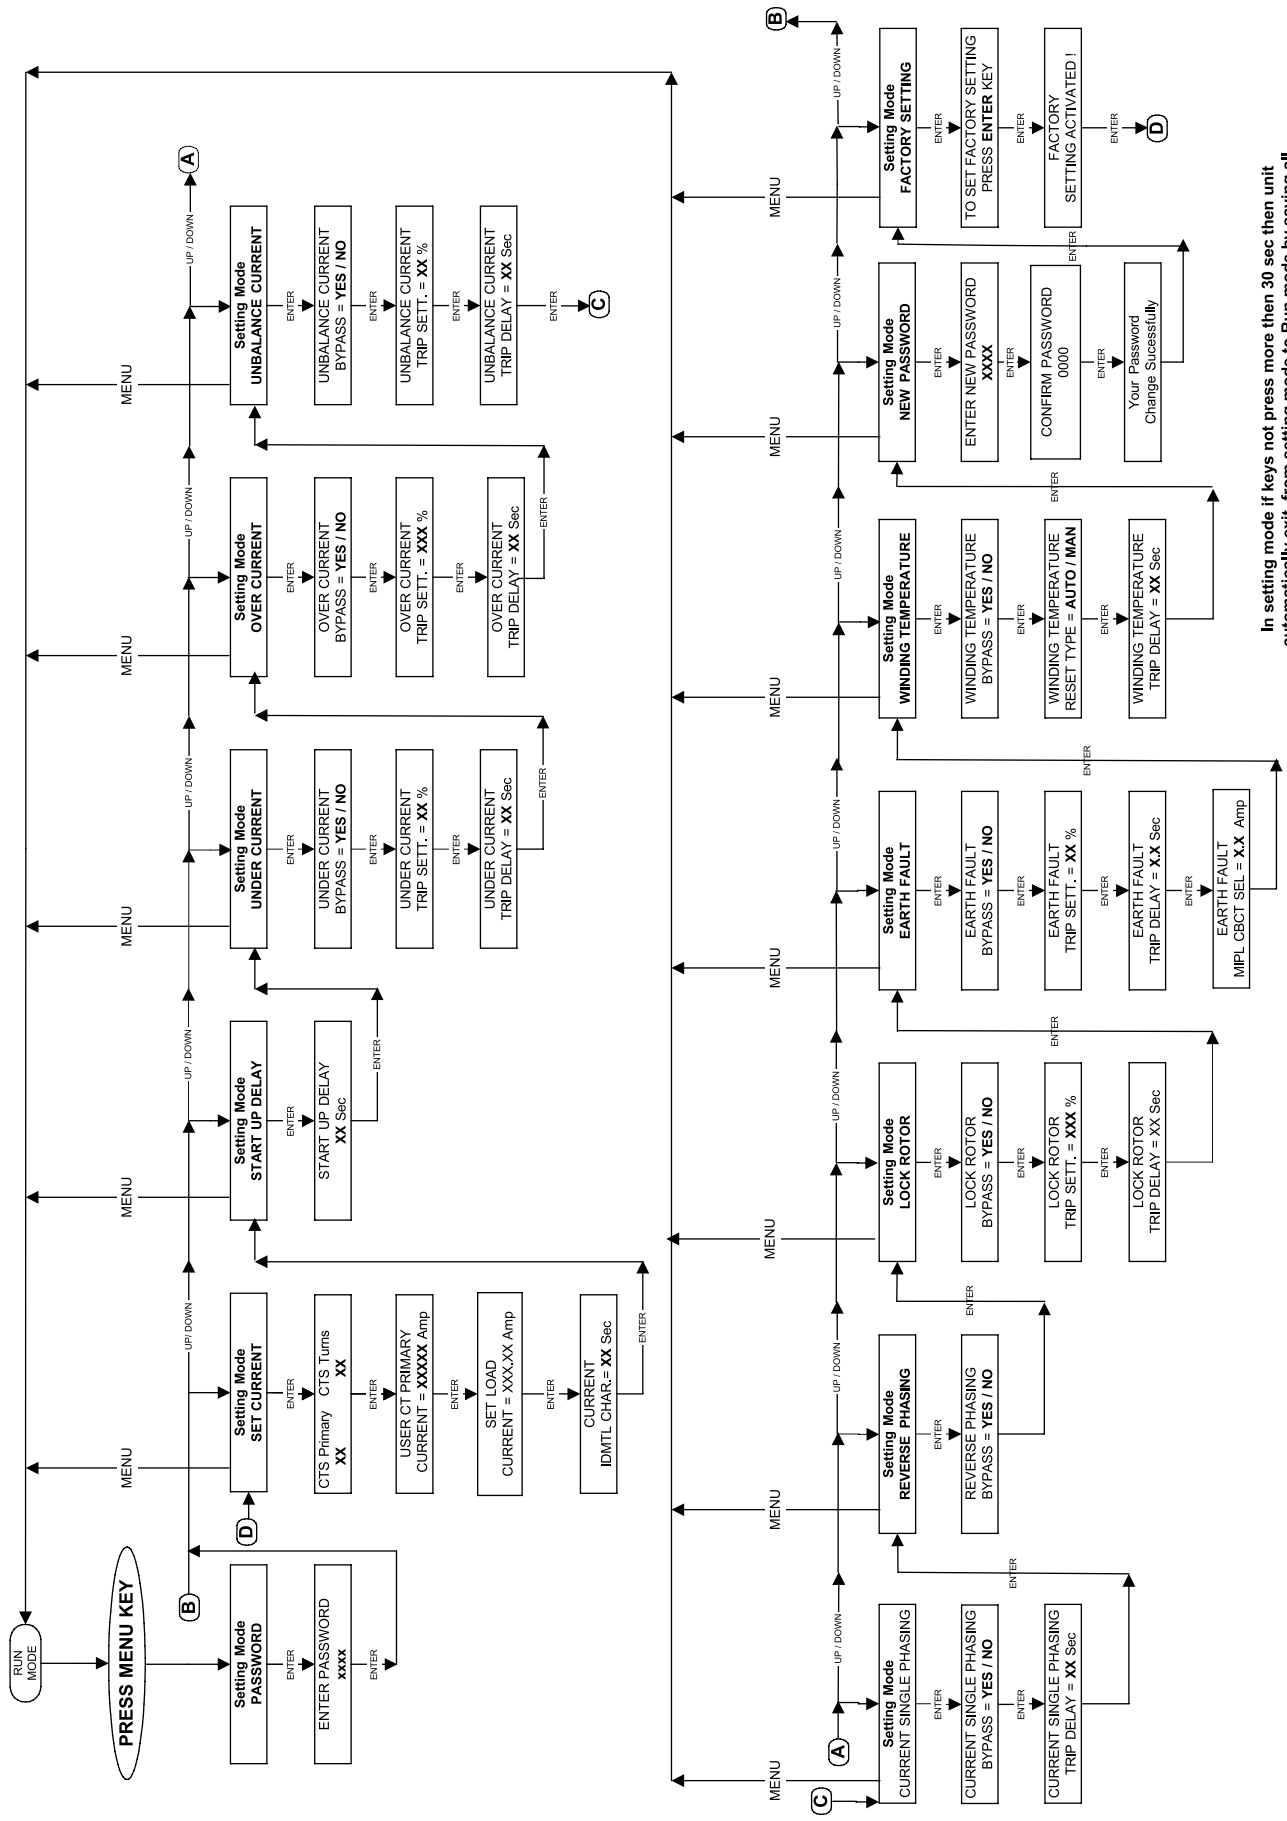 RUN
MODE
PRESS MENU KEY
Setting Mode
PASSWORD
ENTER
ENTER PASSWORD
xxxx
ENTER
B
D
MENU
UP/ DOWN
Setting Mode
SET CURRENT
ENTER
CTS Primary CTS Turns
XX XX
ENTER
USER CT PRIMARY
CURRENT = XXXXX Amp
ENTER
SET LOAD
CURRENT = XXX.XX Amp
ENTER
CURRENT
IDMTL CHAR.= XX Sec
ENTER
MENU
UP / DOWN
Setting Mode
START UP DELAY
ENTER
START UP DELAY
XX Sec
ENTER
MENU
UP / DOWN
Setting Mode
UNDER CURRENT
ENTER
UNDER CURRENT
BYPASS = YES / NO
ENTER
UNDER CURRENT
TRIP SETT. = XX %
ENTER
UNDER CURRENT
TRIP DELAY = XX Sec
ENTER
MENU
UP / DOWN
Setting Mode
OVER CURRENT
ENTER
OVER CURRENT
BYPASS = YES / NO
ENTER
OVER CURRENT
TRIP SETT. = XXX %
ENTER
OVER CURRENT
TRIP DELAY = XX Sec
ENTER
MENU
UP / DOWN
A
Setting Mode
UNBALANCE CURRENT
ENTER
UNBALANCE CURRENT
BYPASS = YES / NO
ENTER
UNBALANCE CURRENT
TRIP SETT. = XX %
ENTER
UNBALANCE CURRENT
TRIP DELAY = XX Sec
ENTER
C
MENU
C
A
UP / DOWN
Setting Mode
CURRENT SINGLE PHASING
ENTER
CURRENT SINGLE PHASING
BYPASS = YES / NO
ENTER
CURRENT SINGLE PHASING
TRIP DELAY = XX Sec
ENTER
MENU
UP / DOWN
Setting Mode
REVERSE PHASING
ENTER
REVERSE PHASING
BYPASS = YES / NO
ENTER
MENU
UP / DOWN
Setting Mode
LOCK ROTOR
ENTER
LOCK ROTOR
BYPASS = YES / NO
ENTER
LOCK ROTOR
TRIP SETT. = XXX %
ENTER
LOCK ROTOR
TRIP DELAY = XX Sec
ENTER
MENU
UP / DOWN
Setting Mode
EARTH FAULT
ENTER
EARTH FAULT
BYPASS = YES / NO
ENTER
EARTH FAULT
TRIP SETT. = XX %
ENTER
EARTH FAULT
TRIP DELAY = X.X Sec
ENTER
EARTH FAULT
MIPL CBCT SEL = X.X Amp
ENTER
MENU
UP / DOWN
Setting Mode
WINDING TEMPERATURE
ENTER
WINDING TEMPERATURE
BYPASS = YES / NO
ENTER
WINDING TEMPERATURE
RESET TYPE = AUTO / MAN
ENTER
WINDING TEMPERATURE
TRIP DELAY = XX Sec
ENTER
MENU
UP / DOWN
Setting Mode
NEW PASSWORD
ENTER
ENTER NEW PASSWORD
XXXX
ENTER
CONFIRM PASSWORD
0000
ENTER
Your Password
Change Sucessfully
ENTER
MENU
UP / DOWN
B
Setting Mode
FACTORY SETTING
ENTER
TO SET FACTORY SETTING
PRESS ENTER KEY
ENTER
FACTORY
SETTING ACTIVATED !
ENTER
D
In setting mode if keys not press more then 30 sec then unit
automatically exit from setting mode to Run mode by saving all